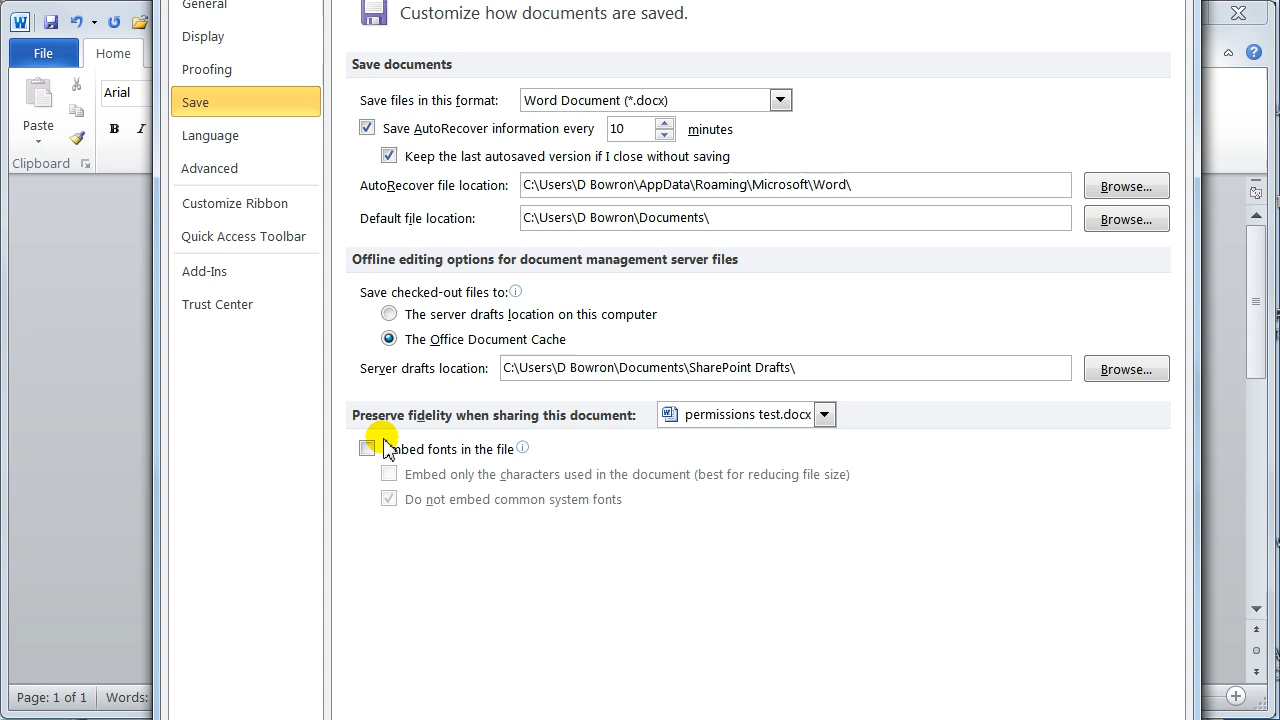 File
Home
Paste
Arial
B I
Clipboard
General
Display
Proofing
Save
Language
Advanced
Customize Ribbon
Quick Access Toolbar
Add-Ins
Trust Center
Customize how documents are saved.
Save documents
Save files in this format: Word Document (*.docx)
Save AutoRecover information every 10 minutes
Keep the last autosaved version if I close without saving
AutoRecover file location: C:\Users\D Bowron\AppData\Roaming\Microsoft\Word\ Browse...
Default file location: C:\Users\D Bowron\Documents\ Browse...
Offline editing options for document management server files
Save checked-out files to:
The server drafts location on this computer
The Office Document Cache
Server drafts location: C:\Users\D Bowron\Documents\SharePoint Drafts\ Browse...
Preserve fidelity when sharing this document: permissions test.docx
fonts in the file
Embed only the characters used in the document (best for reducing file size)
Do not embed common system fonts
Page: 1 of 1 Words: